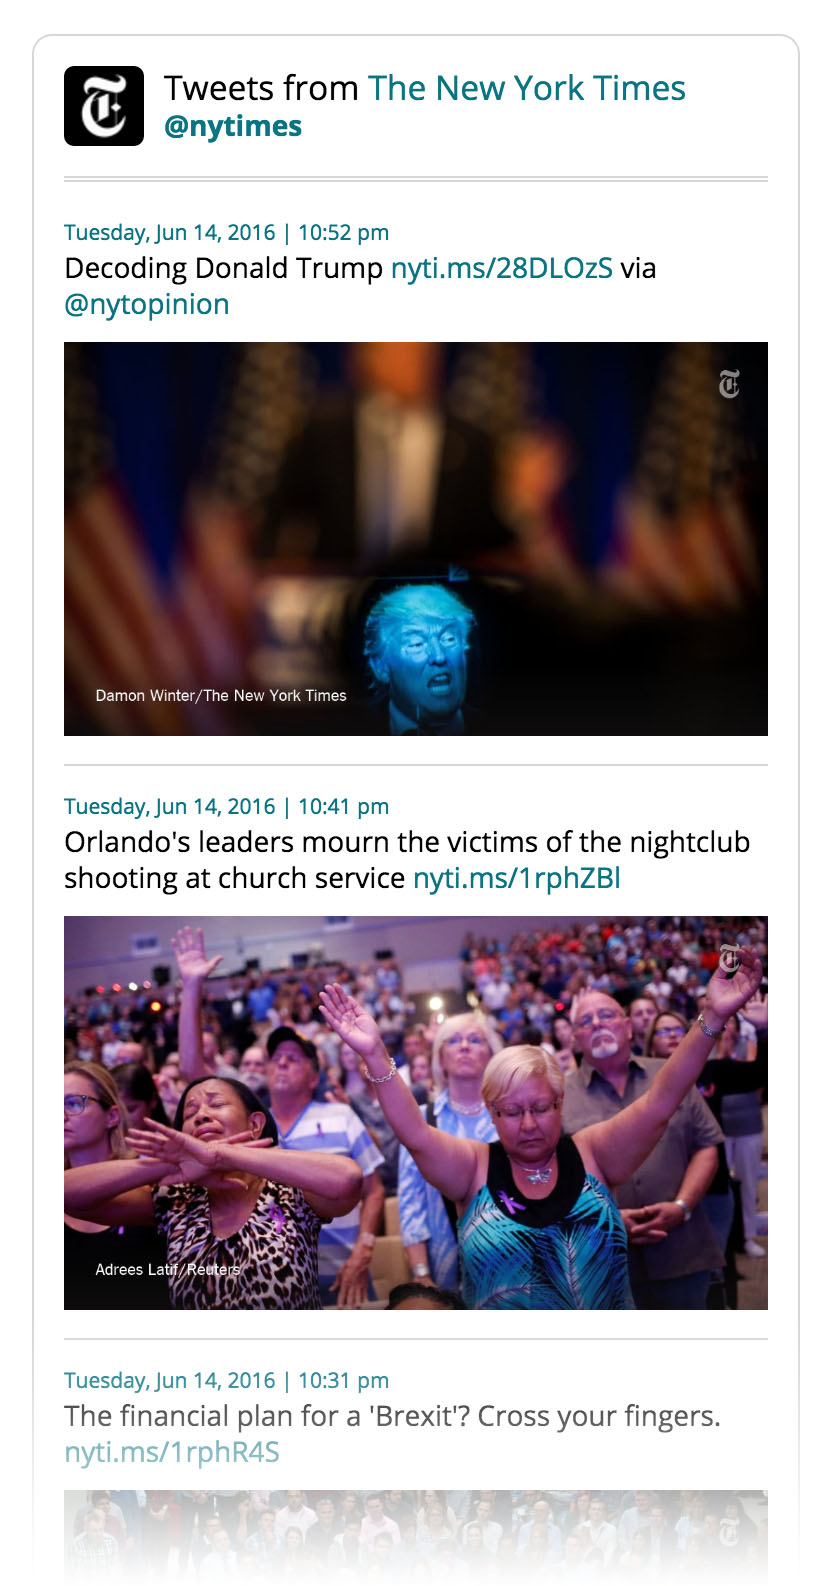 Tweets from The New York Times
@nytimes
Tuesday, Jun 14, 2016 | 10:52 pm
Decoding Donald Trump nyti.ms/28DLOzS via
@nytopinion
Damon Winter/The New York Times
Tuesday, Jun 14, 2016 | 10:41 pm
Orlando's leaders mourn the victims of the nightclub
shooting at church service nyti.ms/1rphZBl
Adrees Latif/Reuters
Tuesday, Jun 14, 2016 | 10:31 pm
The financial plan for a 'Brexit'? Cross your fingers.
nyti.ms/1rphR4S